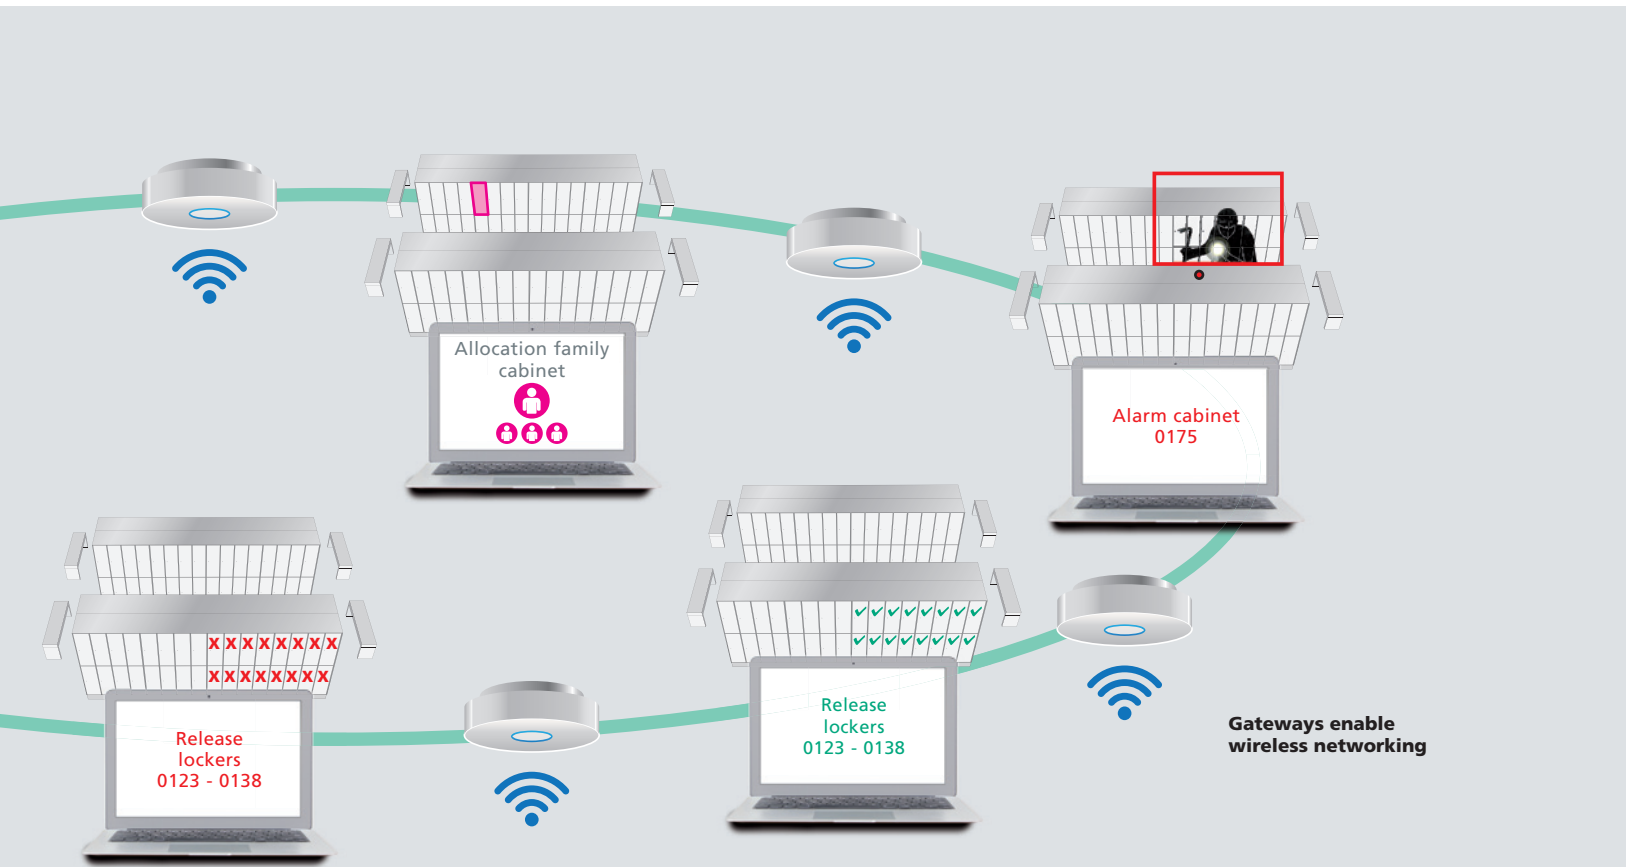 Allocation family
cabinet
Alarm cabinet
0175
Release
lockers
0123 - 0138
Release
lockers
0123 - 0138
Gateways enable
wireless networking
x x x x x x x x
x x x x x x x x